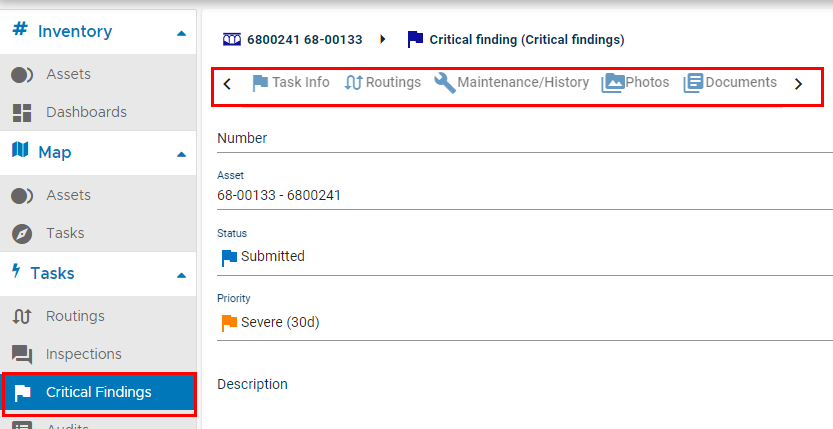 Inventory
Assets
Dashboards
Map
Assets
Tasks
Tasks
Routings
Inspections
Critical Findings
Audits
6800241 68-00133 Critical finding (Critical findings)
Task Info Routings Maintenance/History Photos Documents
Number
Asset
68-00133 - 6800241
Status
Submitted
Priority
Severe (30d)
Description